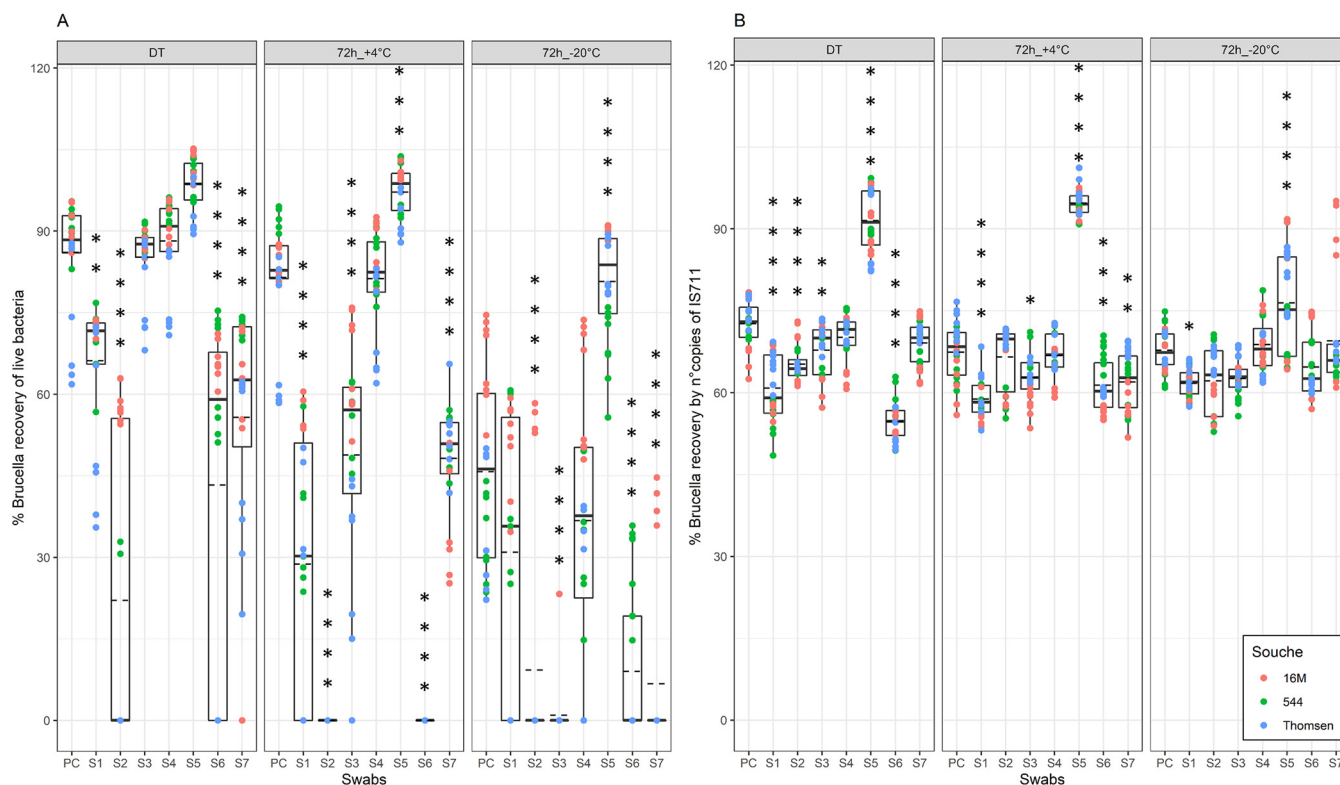 A
DT
72h_+4°C
72h_-20°C
120
90
60
30
0
% Brucella recovery of live bacteria
PC S1 S2 S3 S4 S5 S6 S7
PC S1 S2 S3 S4 S5 S6 S7
PC S1 S2 S3 S4 S5 S6 S7
Swabs
B
DT
72h_+4°C
72h_-20°C
120
90
60
30
0
% Brucella recovery by n°copies of IS711
PC S1 S2 S3 S4 S5 S6 S7
PC S1 S2 S3 S4 S5 S6 S7
PC S1 S2 S3 S4 S5 S6 S7
Swabs
Souche
16M
544
Thomsen